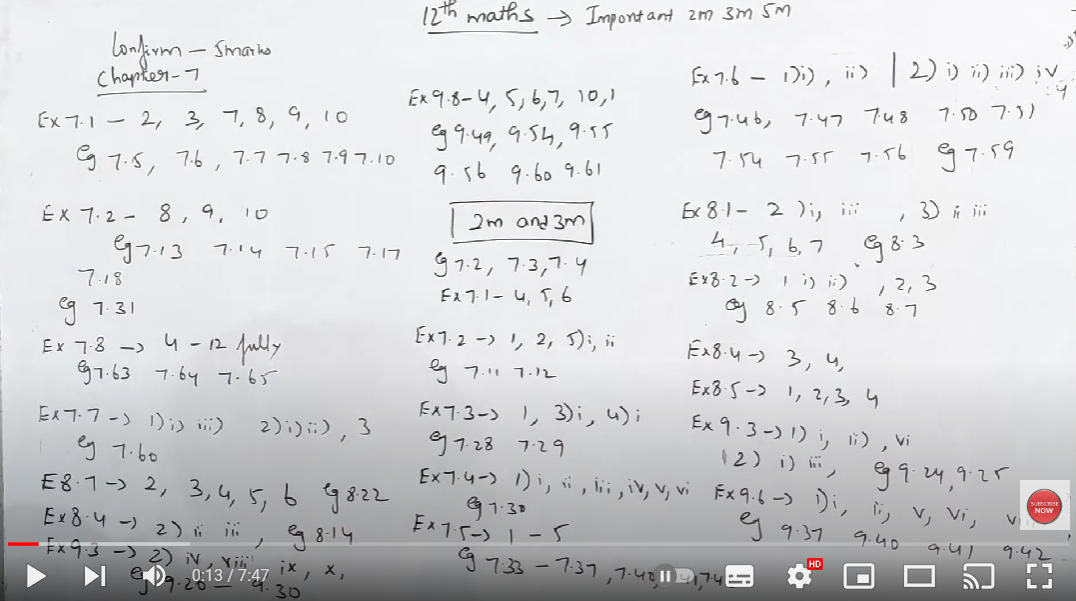 12th maths → Important 2m 3m 5m
Confirm - 5marks
Chapter-7
Ex 7.1 - 2, 3, 7, 8, 9, 10
eg 7.5, 7.6, 7.7 7.8 7.9 7.10
Ex 7.2 - 8, 9, 10
eg 7.13 7.14 7.15 7.17
7.18
eg 7.31
Ex 7.8 → 4 - 12 fully
eg 7.63 7.64 7.65
Ex 7.7 → 1) i) iii) 2) i) ii), 3
eg 7.60
E8.7 → 2, 3, 4, 5, 6 eg 8.22
Ex 8.4 → 2) ii iii, eg 8.14
Ex 9.3 → 2) iv, viii, ix, x,
eg 9.26 - 9.30
Ex 9.8 - 4, 5, 6, 7, 10, 1
eg 9.49, 9.54, 9.55
9.56 9.60 9.61
2m and 3m
eg 7.2, 7.3, 7.4
Ex 7.1 - 4, 5, 6
Ex 7.2 → 1, 2, 5) i, ii
eg 7.11 7.12
Ex 7.3 → 1, 3) i, 4) i
eg 7.28 7.29
Ex 7.4 → 1) i, ii, iii, iv, v, vi
eg 7.30
Ex 7.5 → 1 - 5
eg 7.33 - 7.37,
Ex 7.6 - 1) i), ii) | 2) i) ii) iii) iv
eg 7.46, 7.47 7.48 7.50 7.51
7.54 7.55 7.56 eg 7.59
Ex 8.1 - 2) i, iii, 3) ii iii
4, 5, 6, 7 eg 8.3
Ex 8.2 → 1 i) ii), 2, 3
eg 8.5 8.6 8.7
Ex 8.4 → 3, 4,
Ex 8.5 → 1, 2, 3, 4
Ex 9.3 → 1) i, ii), vi
2) i) iii, eg 9.24, 9.25
Ex 9.6 → 1) i, ii, v, vi,
eg 9.37 9.40 9.41 9.42
SUBSCRIBE
NOW
0:13 / 7:47
HD